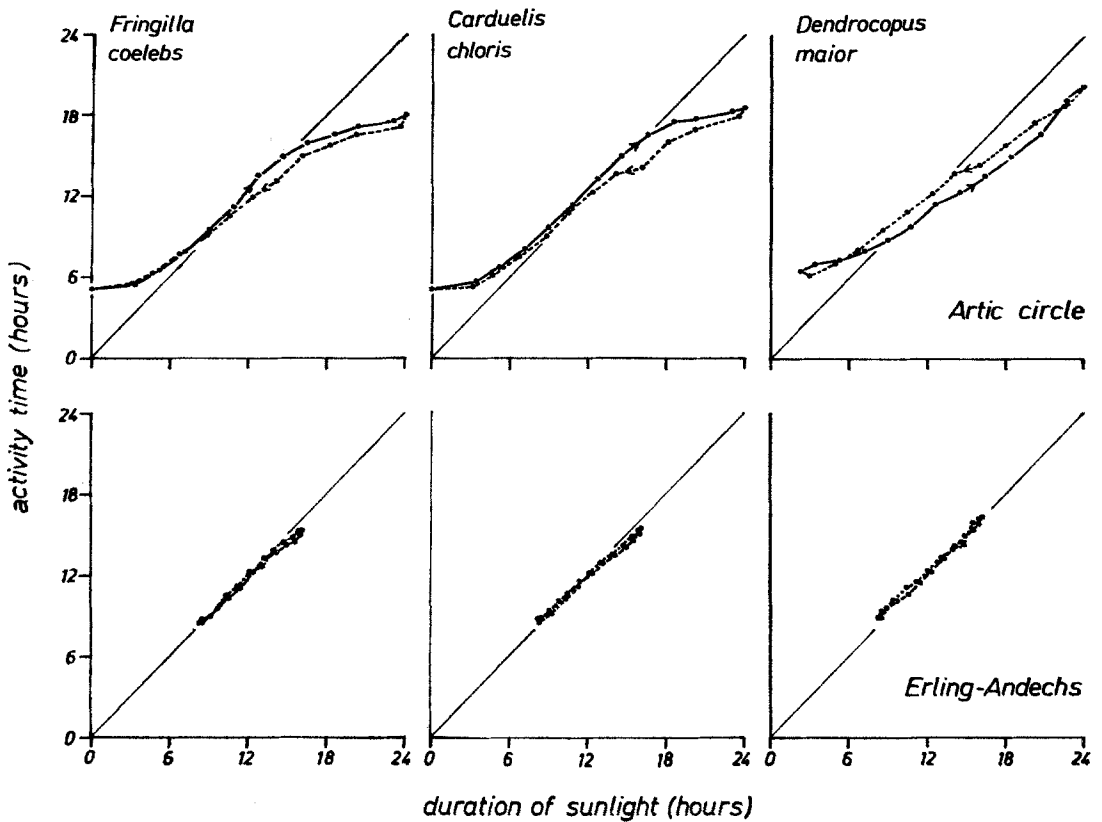 Fringilla
coelebs
Carduelis
chloris
Dendrocopus
maior
24
18
12
6
0
Artic circle
activity time (hours)
24
18
12
6
0
Erling-Andechs
0 6 12 18 24
0 6 12 18 24
0 6 12 18 24
duration of sunlight (hours)